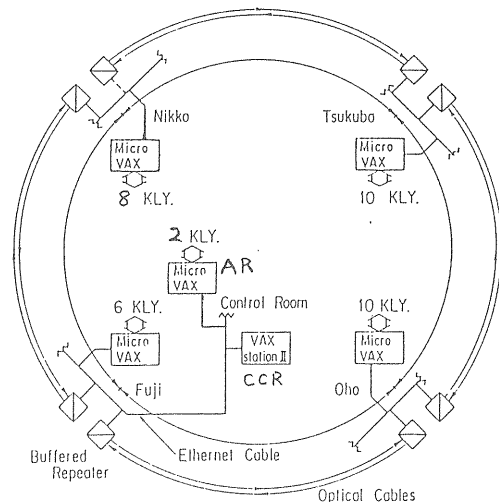 Nikko
Tsukuba
Micro
VAX
8 KLY.
Micro
VAX
10 KLY.
2 KLY.
Micro
VAX
AR
Control Room
6 KLY.
Micro
VAX
VAX
station II
CCR
10 KLY.
Micro
VAX
Fuji
Oho
Buffered
Repeater
Ethernet Cable
Optical Cables